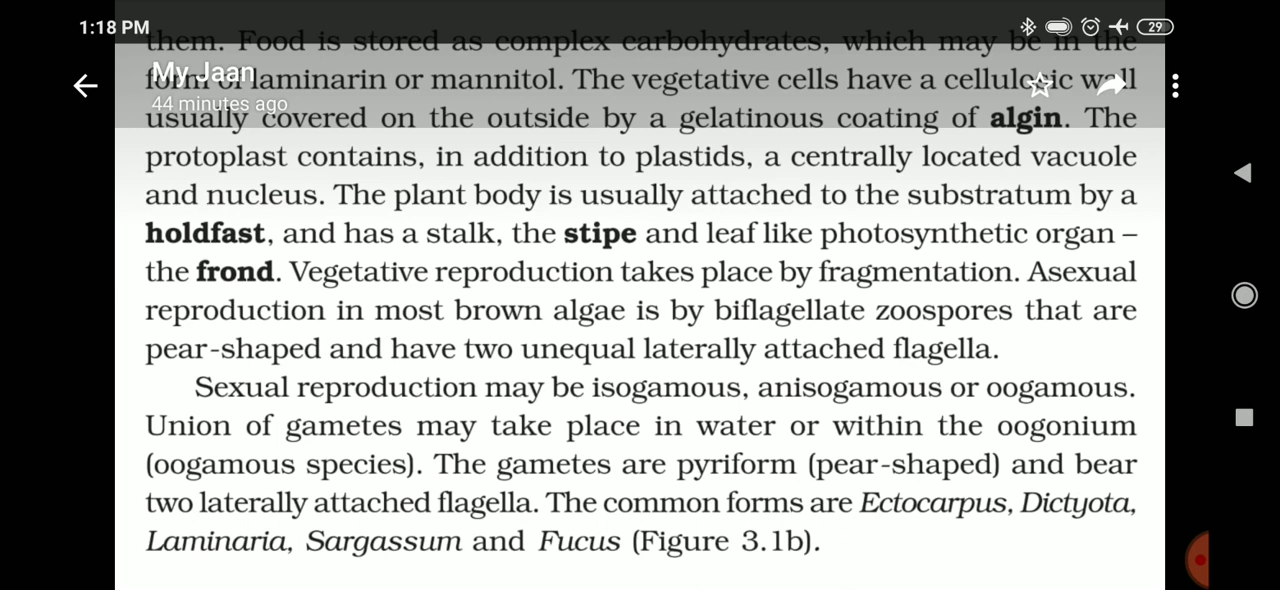 1:18 PM
29
them. Food is stored as complex carbohydrates, which may be in the
My Jaan
form of laminarin or mannitol. The vegetative cells have a cellulosic wall
44 minutes ago
usually covered on the outside by a gelatinous coating of algin. The
protoplast contains, in addition to plastids, a centrally located vacuole
and nucleus. The plant body is usually attached to the substratum by a
holdfast, and has a stalk, the stipe and leaf like photosynthetic organ –
the frond. Vegetative reproduction takes place by fragmentation. Asexual
reproduction in most brown algae is by biflagellate zoospores that are
pear-shaped and have two unequal laterally attached flagella.
Sexual reproduction may be isogamous, anisogamous or oogamous.
Union of gametes may take place in water or within the oogonium
(oogamous species). The gametes are pyriform (pear-shaped) and bear
two laterally attached flagella. The common forms are Ectocarpus, Dictyota,
Laminaria, Sargassum and Fucus (Figure 3.1b).